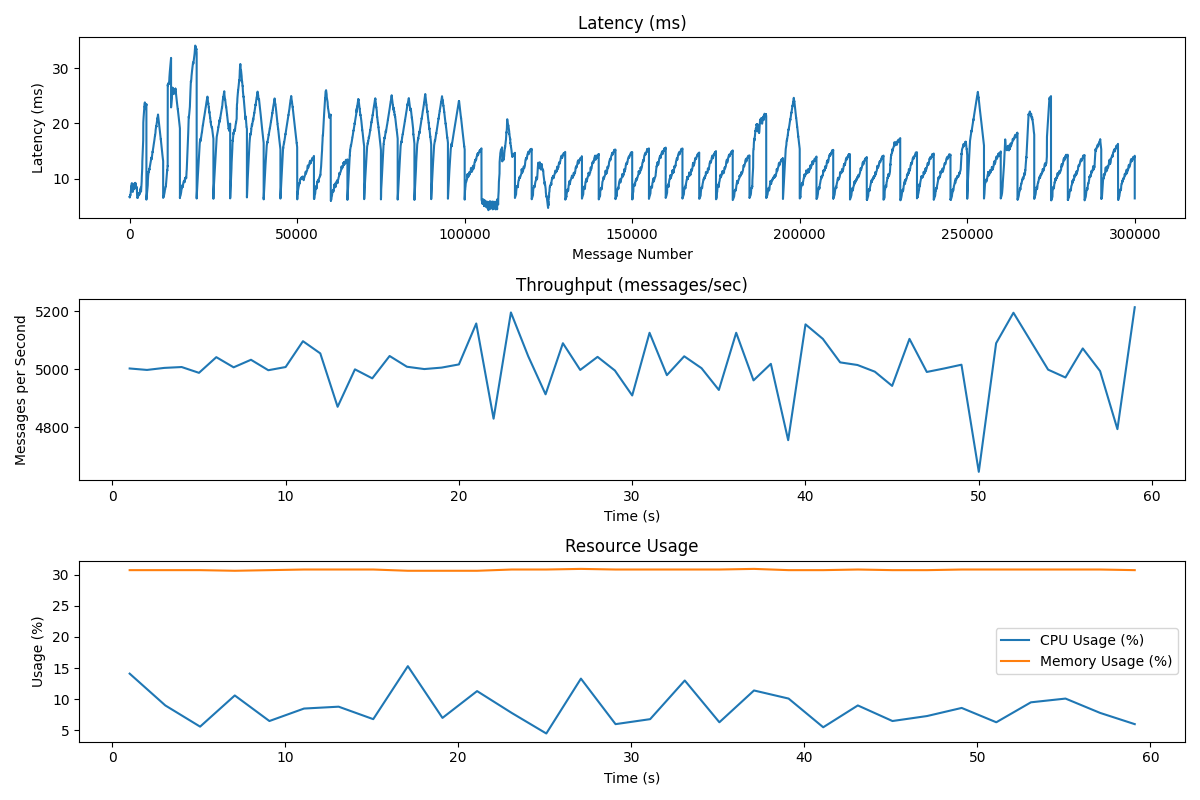 Latency (ms)
30
20
10
Latency (ms)
0 50000 100000 150000 200000 250000 300000
Message Number
Throughput (messages/sec)
5200
5000
4800
Messages per Second
0 10 20 30 40 50 60
Time (s)
Resource Usage
30
25
20
15
10
5
Usage (%)
CPU Usage (%)
Memory Usage (%)
0 10 20 30 40 50 60
Time (s)